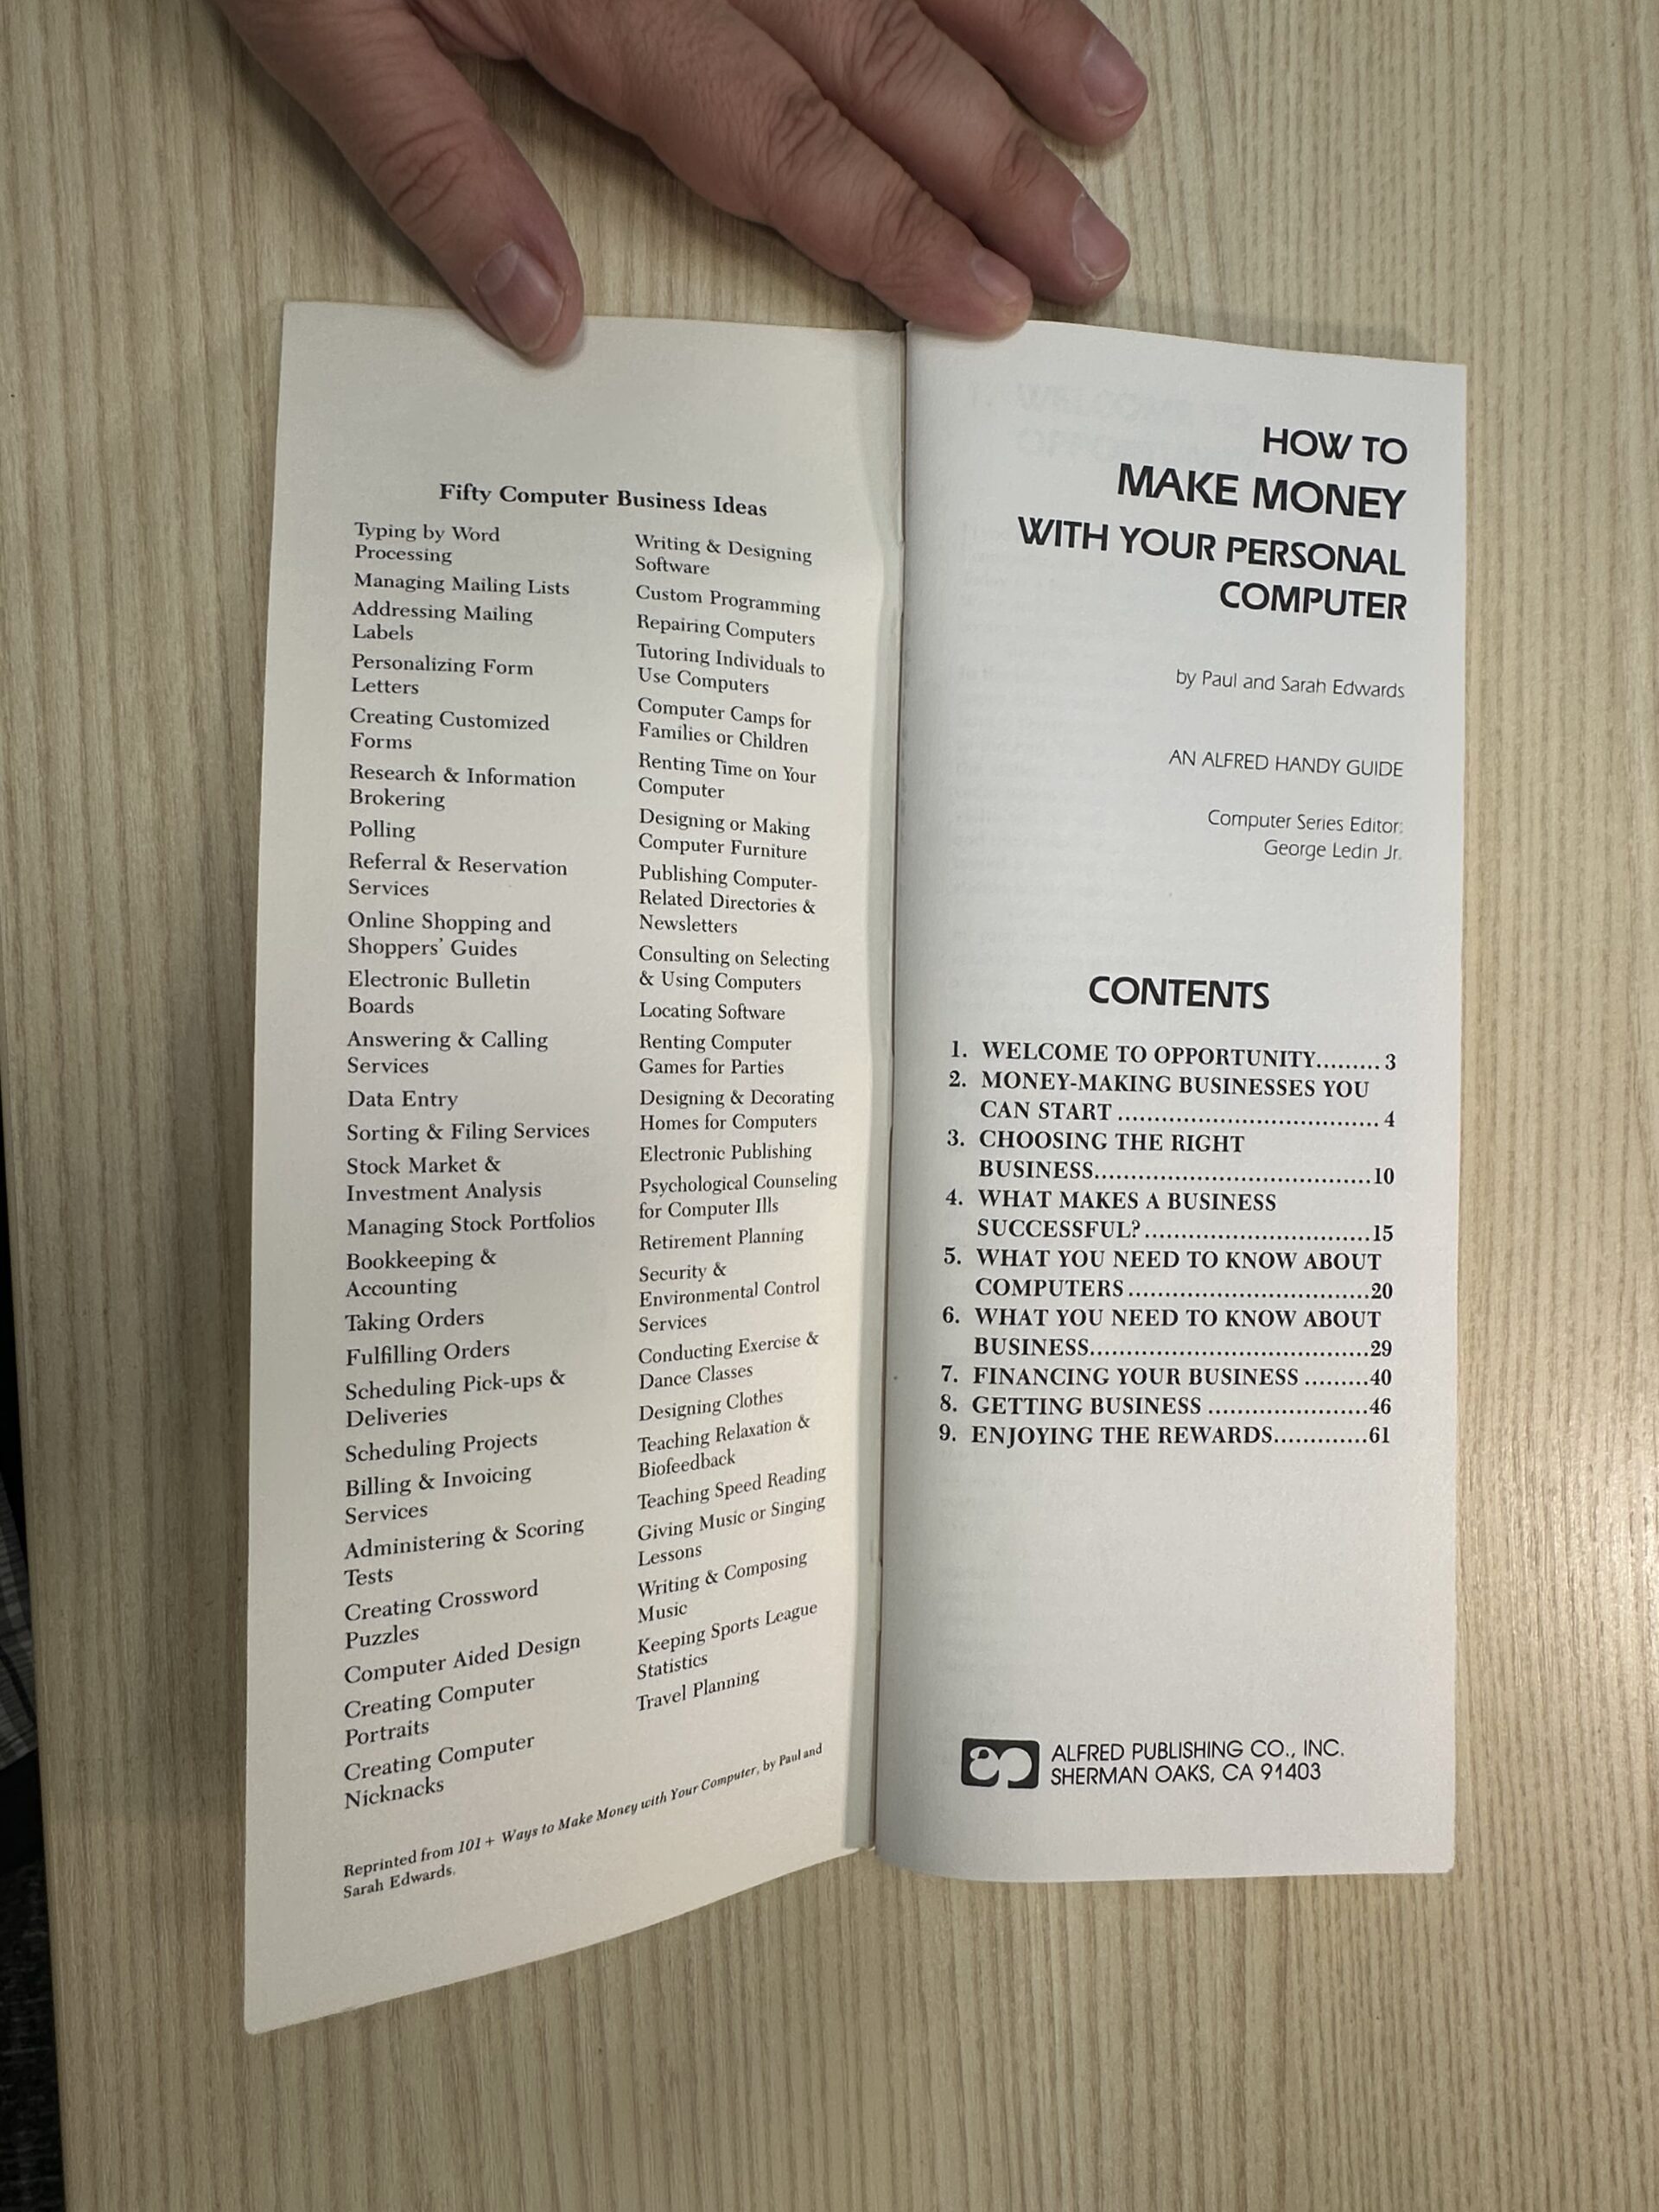 Fifty Computer Business Ideas
Typing by Word
Processing
Managing Mailing Lists
Addressing Mailing
Labels
Personalizing Form
Letters
Creating Customized
Forms
Research & Information
Brokering
Polling
Referral & Reservation
Services
Online Shopping and
Shoppers' Guides
Electronic Bulletin
Boards
Answering & Calling
Services
Data Entry
Sorting & Filing Services
Stock Market &
Investment Analysis
Managing Stock Portfolios
Bookkeeping &
Accounting
Taking Orders
Fulfilling Orders
Scheduling Pick-ups &
Deliveries
Scheduling Projects
Billing & Invoicing
Services
Administering & Scoring
Tests
Creating Crossword
Puzzles
Computer Aided Design
Creating Computer
Portraits
Creating Computer
Nicknacks
Writing & Designing
Software
Custom Programming
Repairing Computers
Tutoring Individuals to
Use Computers
Computer Camps for
Families or Children
Renting Time on Your
Computer
Designing or Making
Computer Furniture
Publishing Computer-
Related Directories &
Newsletters
Consulting on Selecting
& Using Computers
Locating Software
Renting Computer
Games for Parties
Designing & Decorating
Homes for Computers
Electronic Publishing
Psychological Counseling
for Computer Ills
Retirement Planning
Security &
Environmental Control
Services
Conducting Exercise &
Dance Classes
Designing Clothes
Teaching Relaxation &
Biofeedback
Teaching Speed Reading
Giving Music or Singing
Lessons
Writing & Composing
Music
Keeping Sports League
Statistics
Travel Planning
Reprinted from 101+ Ways to Make Money with Your Computer, by Paul and
Sarah Edwards.
HOW TO
MAKE MONEY
WITH YOUR PERSONAL
COMPUTER
by Paul and Sarah Edwards
AN ALFRED HANDY GUIDE
Computer Series Editor:
George Ledin Jr.
CONTENTS
1. WELCOME TO OPPORTUNITY.........3
2. MONEY-MAKING BUSINESSES YOU
CAN START ....................................4
3. CHOOSING THE RIGHT
BUSINESS......................................10
4. WHAT MAKES A BUSINESS
SUCCESSFUL?...............................15
5. WHAT YOU NEED TO KNOW ABOUT
COMPUTERS.................................20
6. WHAT YOU NEED TO KNOW ABOUT
BUSINESS......................................29
7. FINANCING YOUR BUSINESS .........40
8. GETTING BUSINESS ......................46
9. ENJOYING THE REWARDS.............61
ALFRED PUBLISHING CO., INC.
SHERMAN OAKS, CA 91403